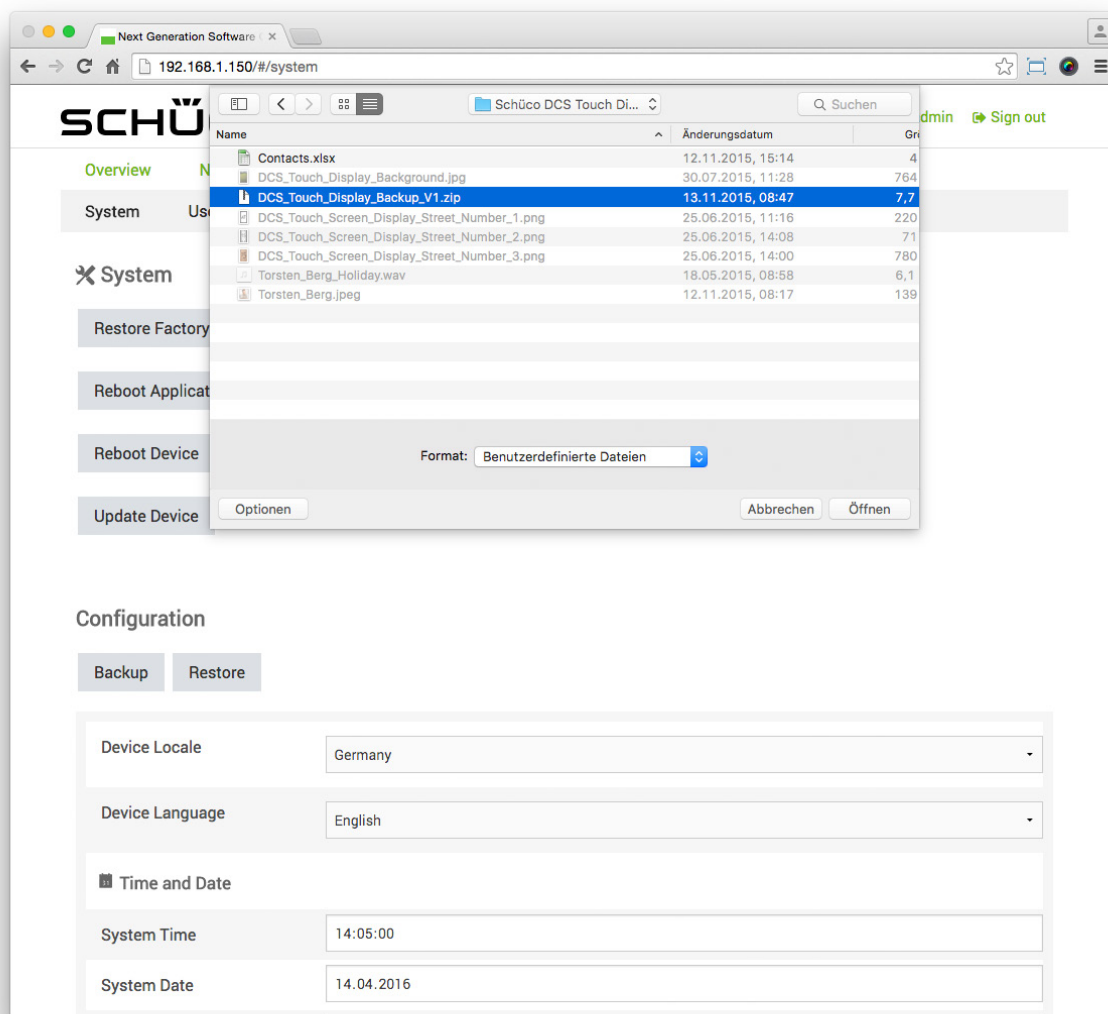 Next Generation Software
192.168.1.150/#/system
SCHÜ
Schüco DCS Touch Di...
Suchen
dmin Sign out
Name Änderungsdatum Grö
Overview N
Contacts.xlsx 12.11.2015, 15:14 4
DCS_Touch_Display_Background.jpg 30.07.2015, 11:28 764
DCS_Touch_Display_Backup_V1.zip 13.11.2015, 08:47 7,7
System Use
DCS_Touch_Screen_Display_Street_Number_1.png 25.06.2015, 11:16 220
DCS_Touch_Screen_Display_Street_Number_2.png 25.06.2015, 14:08 71
DCS_Touch_Screen_Display_Street_Number_3.png 25.06.2015, 14:00 780
System
Torsten_Berg_Holiday.wav 18.05.2015, 08:58 6,1
Torsten_Berg.jpeg 12.11.2015, 08:17 139
Restore Factory
Reboot Applicat
Reboot Device
Format: Benutzerdefinierte Dateien
Update Device
Optionen Abbrechen Öffnen
Configuration
Backup Restore
Device Locale Germany
Device Language English
Time and Date
System Time 14:05:00
System Date 14.04.2016